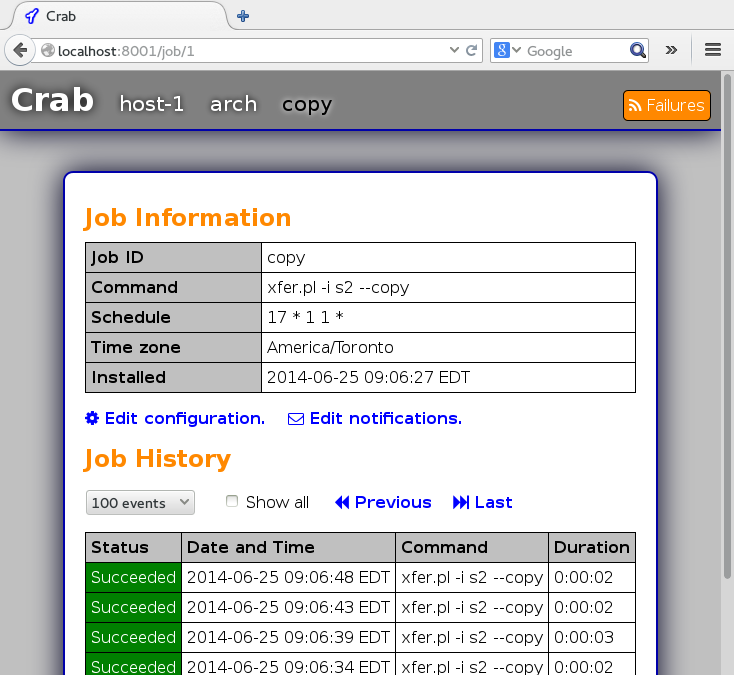 Crab
localhost:8001/job/1
Google
Crab host-1 arch copy Failures
Job Information
Job ID copy
Command xfer.pl -i s2 --copy
Schedule 17 * 1 1 *
Time zone America/Toronto
Installed 2014-06-25 09:06:27 EDT
Edit configuration. Edit notifications.
Job History
100 events Show all Previous Last
Status Date and Time Command Duration
Succeeded 2014-06-25 09:06:48 EDT xfer.pl -i s2 --copy 0:00:02
Succeeded 2014-06-25 09:06:43 EDT xfer.pl -i s2 --copy 0:00:02
Succeeded 2014-06-25 09:06:39 EDT xfer.pl -i s2 --copy 0:00:03
Succeeded 2014-06-25 09:06:34 EDT xfer.pl -i s2 --copy 0:00:02